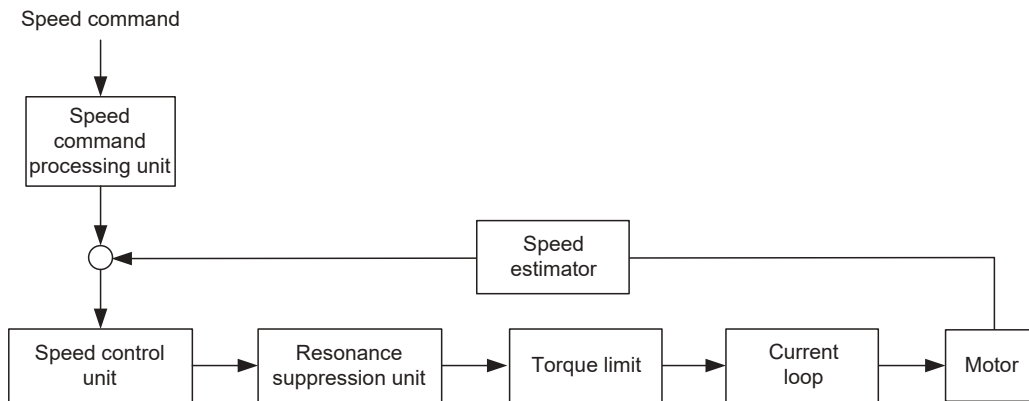 Speed command
Speed
command
processing unit
Speed
estimator
Speed control
unit
Resonance
suppression unit
Torque limit
Current
loop
Motor